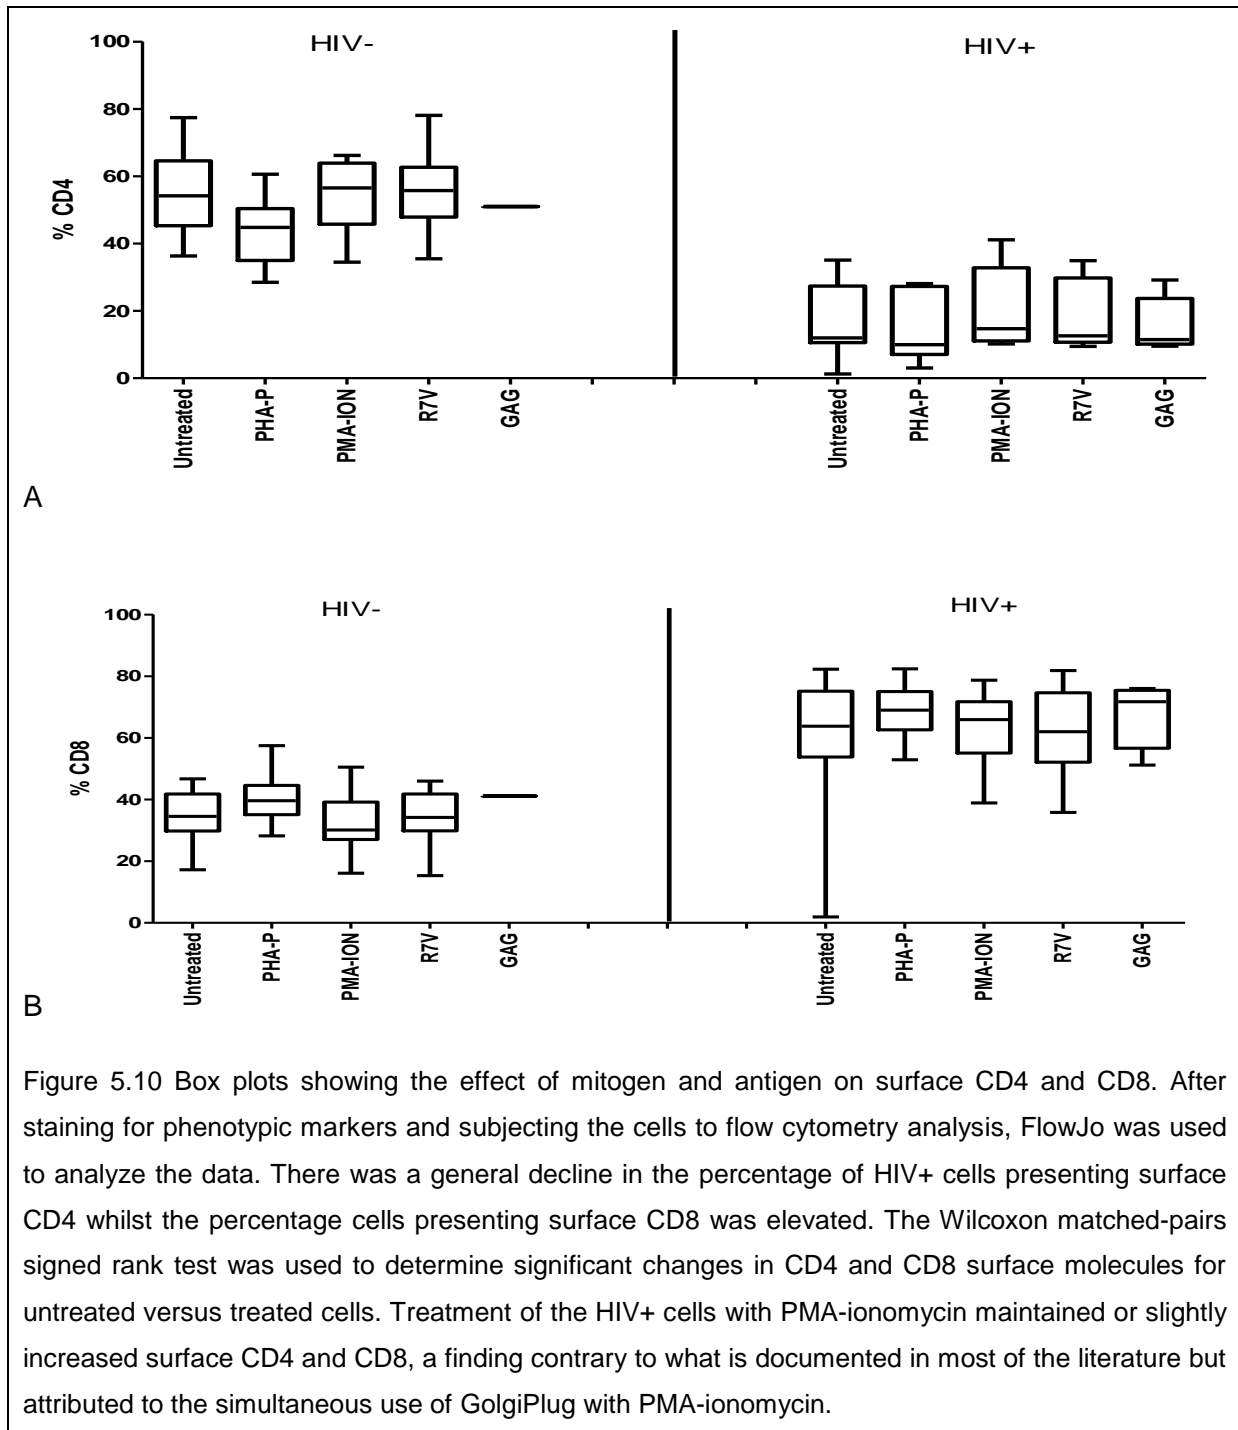 HIV-
HIV+
100
80
60
40
20
0
% CD4
Untreated
PHA-P
PMA-ION
R7V
GAG
Untreated
PHA-P
PMA-ION
R7V
GAG
A
HIV-
HIV+
100
80
60
40
20
0
% CD8
Untreated
PHA-P
PMA-ION
R7V
GAG
Untreated
PHA-P
PMA-ION
R7V
GAG
B
Figure 5.10 Box plots showing the effect of mitogen and antigen on surface CD4 and CD8. After
staining for phenotypic markers and subjecting the cells to flow cytometry analysis, FlowJo was used
to analyze the data. There was a general decline in the percentage of HIV+ cells presenting surface
CD4 whilst the percentage cells presenting surface CD8 was elevated. The Wilcoxon matched-pairs
signed rank test was used to determine significant changes in CD4 and CD8 surface molecules for
untreated versus treated cells. Treatment of the HIV+ cells with PMA-ionomycin maintained or slightly
increased surface CD4 and CD8, a finding contrary to what is documented in most of the literature but
attributed to the simultaneous use of GolgiPlug with PMA-ionomycin.